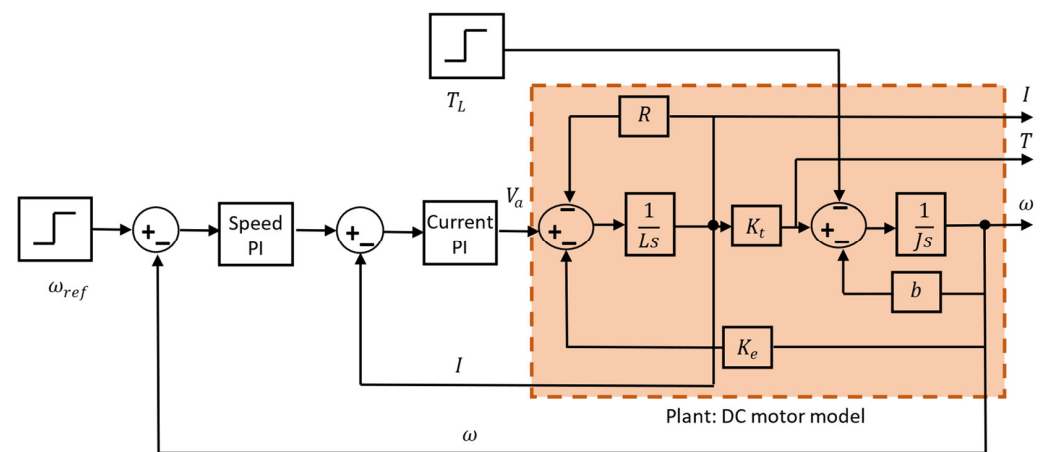 T_L
I
R
T
V_a
ω
Speed
PI
Current
PI
+
−
+
−
−
+
−
1
Ls
K_t
−
+
−
1
Js
ω_ref
b
K_e
I
Plant: DC motor model
ω